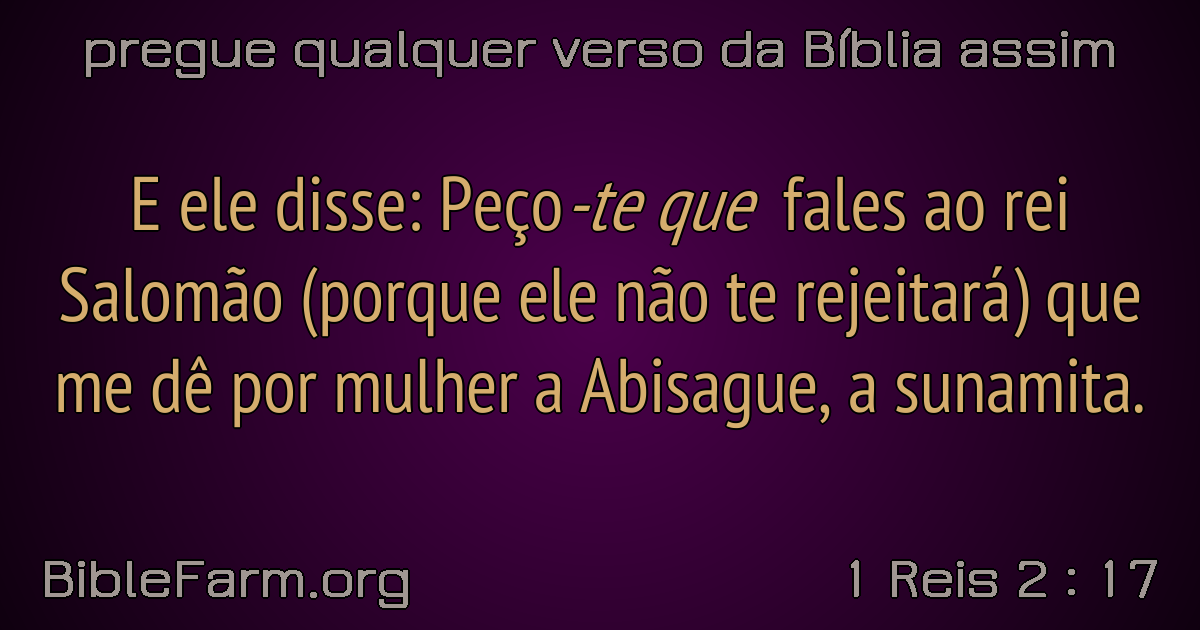 pregue qualquer verso da Bíblia assim
E ele disse: Peço-te que fales ao rei
Salomão (porque ele não te rejeitará) que
me dê por mulher a Abisague, a sunamita.
BibleFarm.org
1 Reis 2 : 17